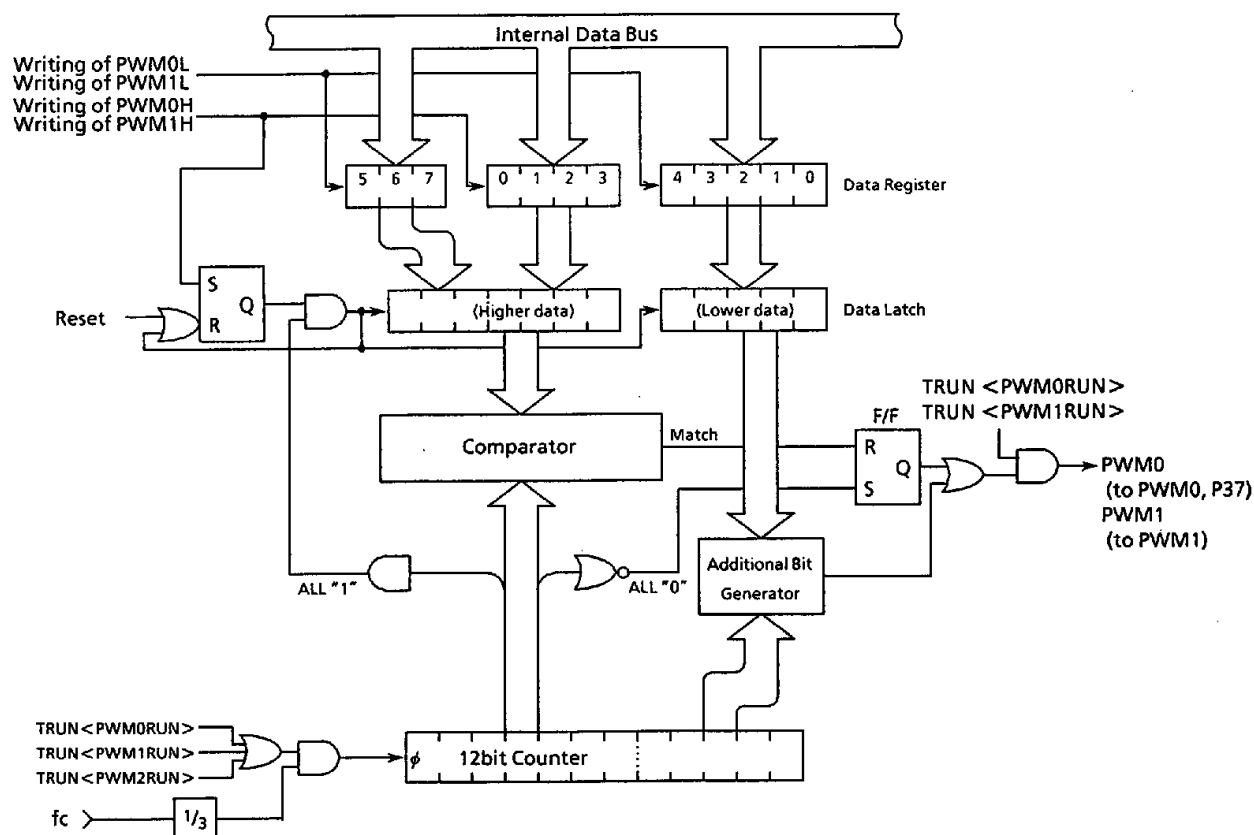 Internal Data Bus
Writing of PWM0L
Writing of PWM1L
Writing of PWM0H
Writing of PWM1H
5 6 7
0 1 2 3
4 3 2 1 0
Data Register
S
Q
R
Reset
(Higher data)
(Lower data)
Data Latch
TRUN <PWM0RUN>
TRUN <PWM1RUN>
F/F
Comparator
Match
R
Q
S
PWM0
(to PWM0, P37)
PWM1
(to PWM1)
ALL "1"
ALL "0"
Additional Bit
Generator
TRUN<PWM0RUN>
TRUN<PWM1RUN>
TRUN<PWM2RUN>
ϕ 12bit Counter
fc
1/3